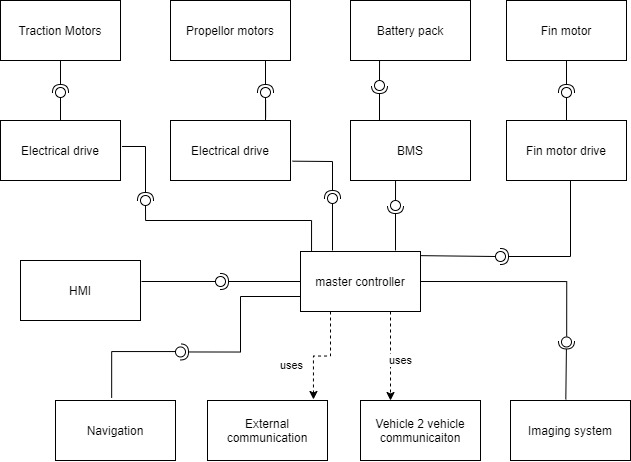 Traction Motors
Propellor motors
Battery pack
Fin motor
Electrical drive
Electrical drive
BMS
Fin motor drive
HMI
master controller
uses
uses
Navigation
External
communication
Vehicle 2 vehicle
communicaiton
Imaging system